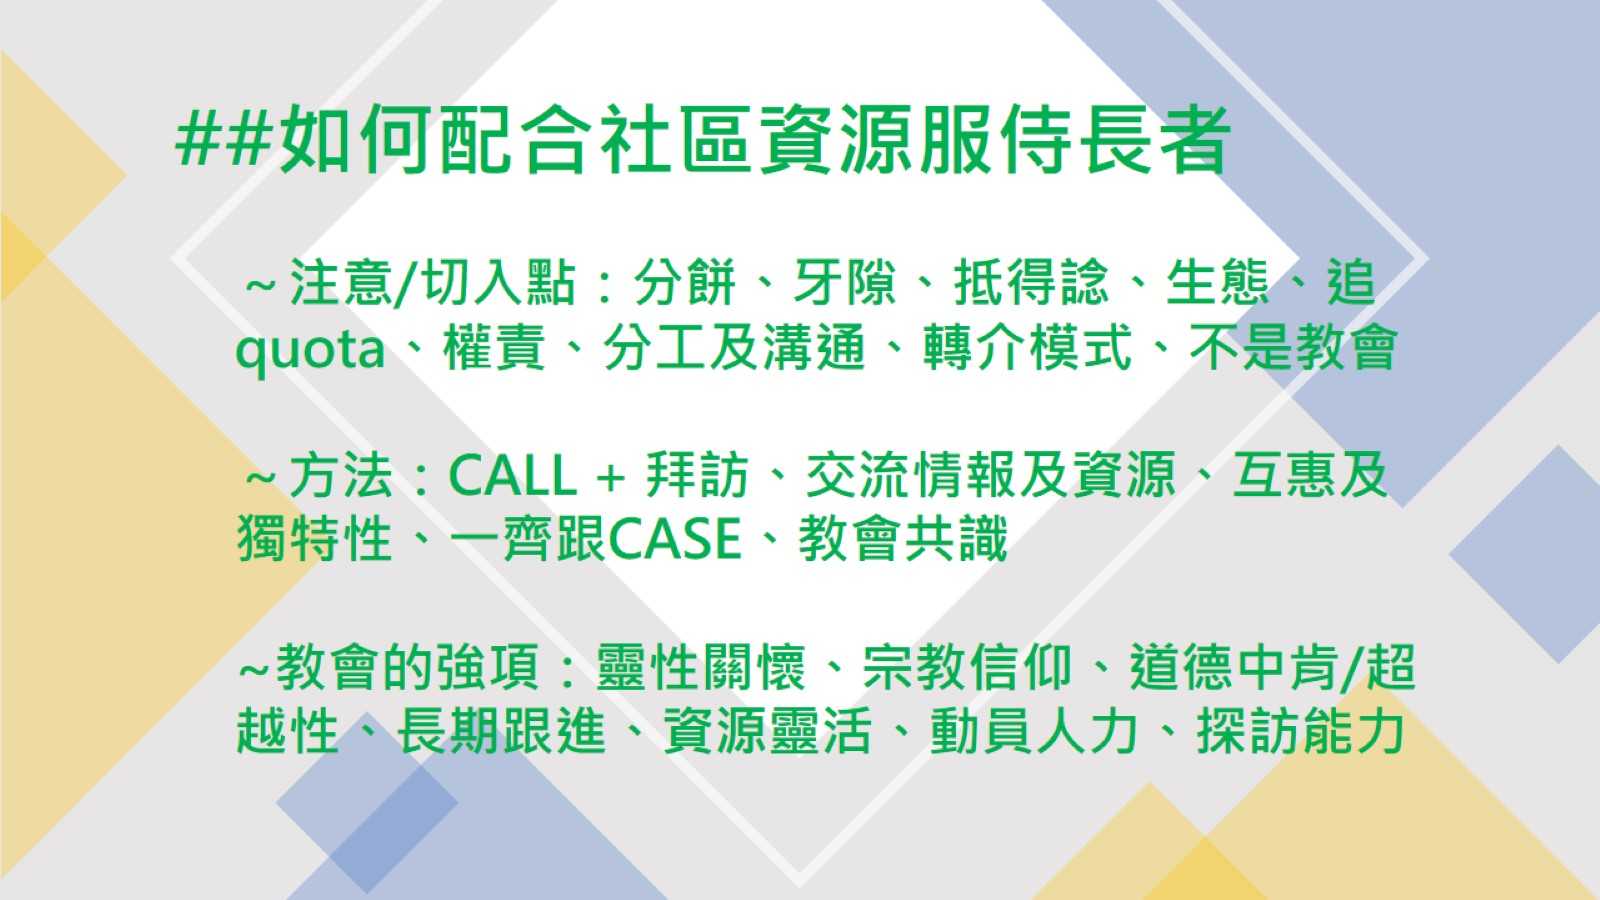 ##如何配合社區資源服侍長者
~ 注意/切入點：分餅、牙隙、抵得諗、生態、追
quota、權責、分工及溝通、轉介模式、不是教會
~ 方法：CALL + 拜訪、交流情報及資源、互惠及
獨特性、一齊跟CASE、教會共識
~教會的強項：靈性關懷、宗教信仰、道德中肯/超
越性、長期跟進、資源靈活、動員人力、探訪能力